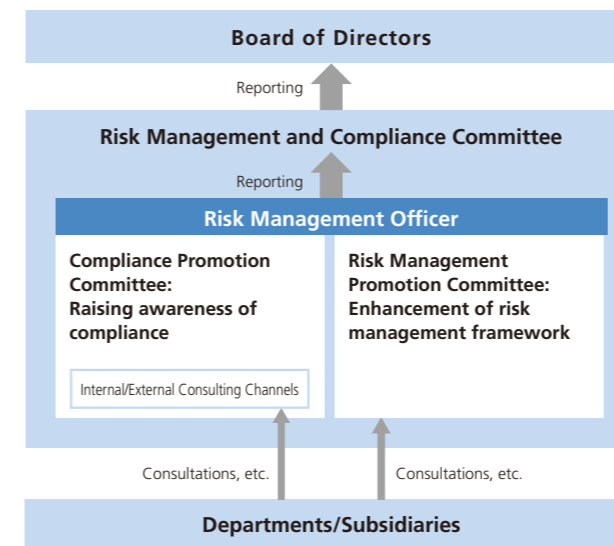 Board of Directors
Reporting
Risk Management and Compliance Committee
Reporting
Risk Management Officer
Compliance Promotion
Committee:
Raising awareness of
compliance
Internal/External Consulting Channels
Risk Management
Promotion Committee:
Enhancement of risk
management framework
Consultations, etc.
Consultations, etc.
Departments/Subsidiaries